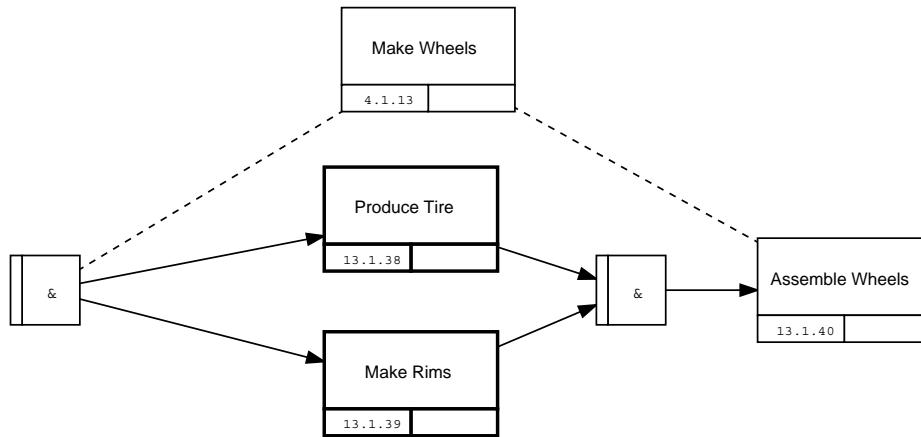 Make Wheels
4.1.13
Produce Tire
13.1.38
&
&
Assemble Wheels
13.1.40
Make Rims
13.1.39